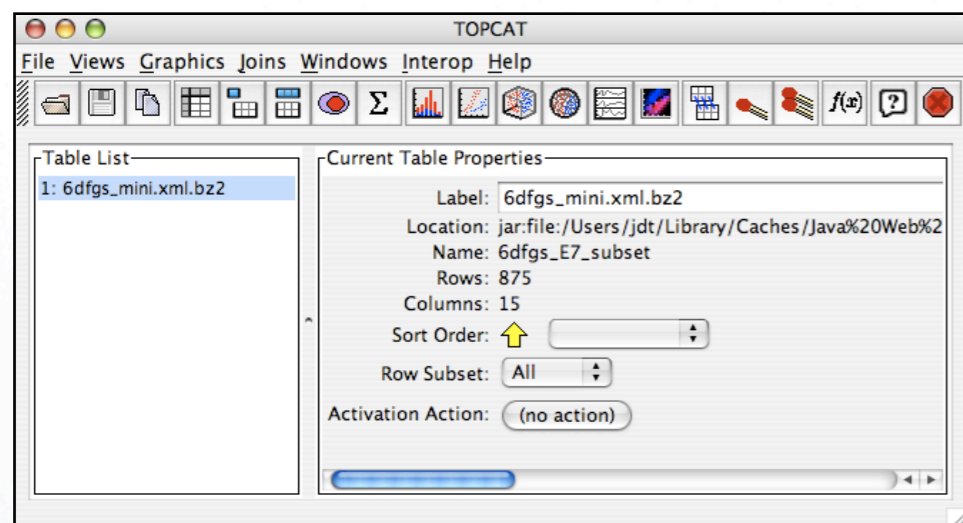 TOPCAT
File Views Graphics Joins Windows Interop Help
Σ f(x) ?
Table List
1: 6dfgs_mini.xml.bz2
Current Table Properties
Label: 6dfgs_mini.xml.bz2
Location: jar:file:/Users/jdt/Library/Caches/Java%20Web%2
Name: 6dfgs_E7_subset
Rows: 875
Columns: 15
Sort Order:
Row Subset: All
Activation Action: (no action)